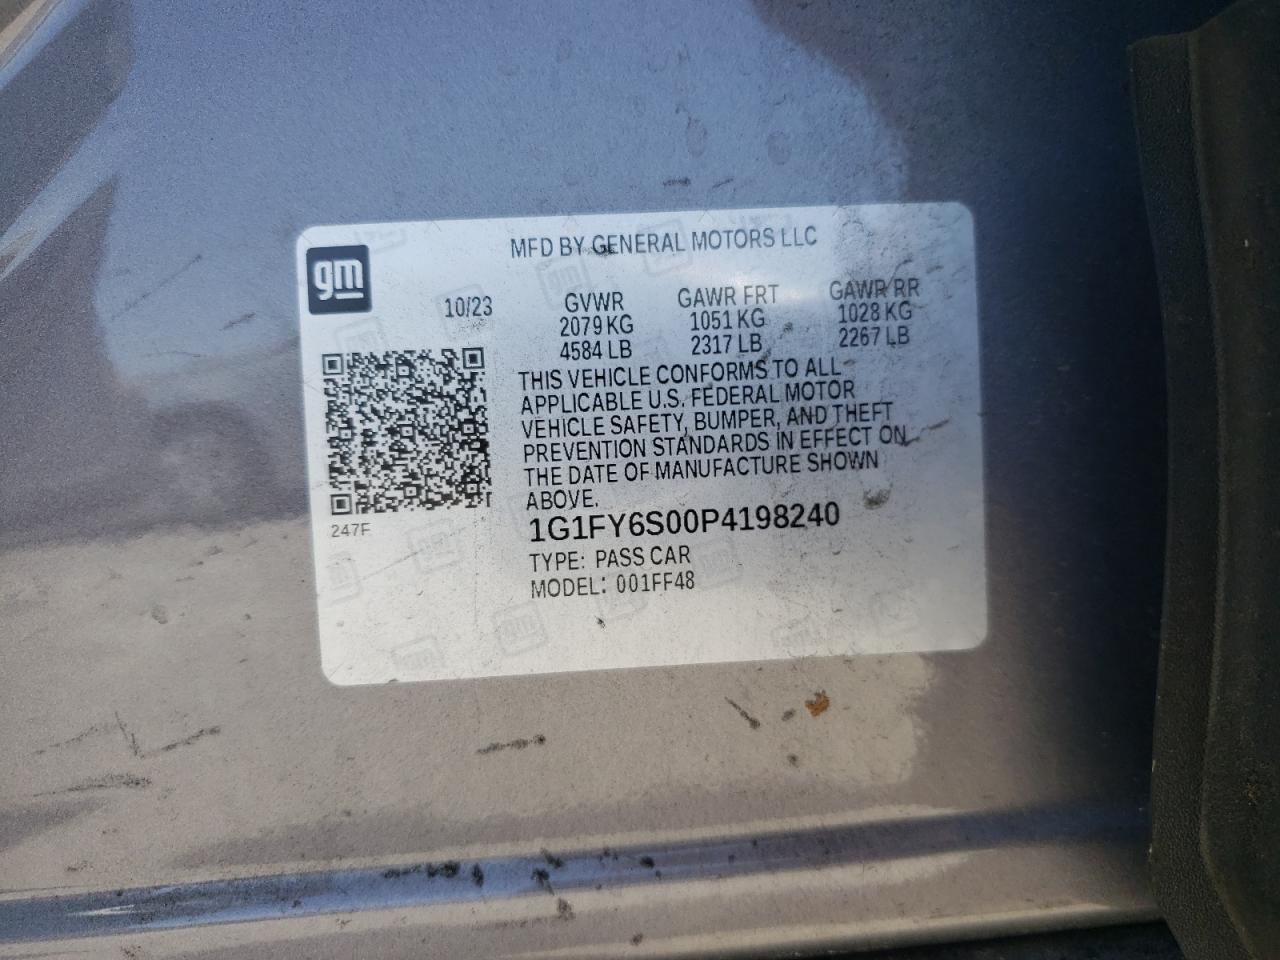 MFD BY GENERAL MOTORS LLC
gm
10/23
GVWR GAWR FRT GAWR RR
2079 KG 1051 KG 1028 KG
4584 LB 2317 LB 2267 LB
THIS VEHICLE CONFORMS TO ALL
APPLICABLE U.S. FEDERAL MOTOR
VEHICLE SAFETY, BUMPER, AND THEFT
PREVENTION STANDARDS IN EFFECT ON
THE DATE OF MANUFACTURE SHOWN
ABOVE.
247F
1G1FY6S00P4198240
TYPE: PASS CAR
MODEL: 001FF48